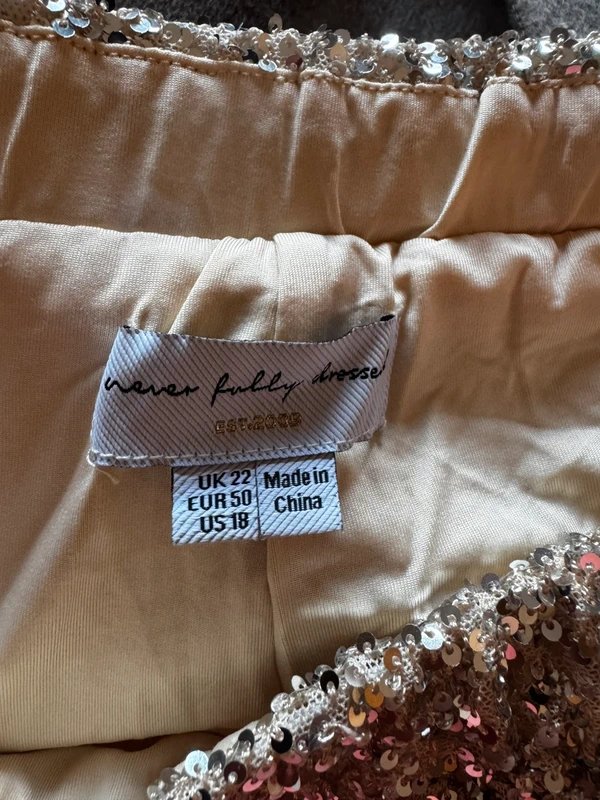 never fully dressed
EST.2009
UK 22
EUR 50
US 18
Made in
China